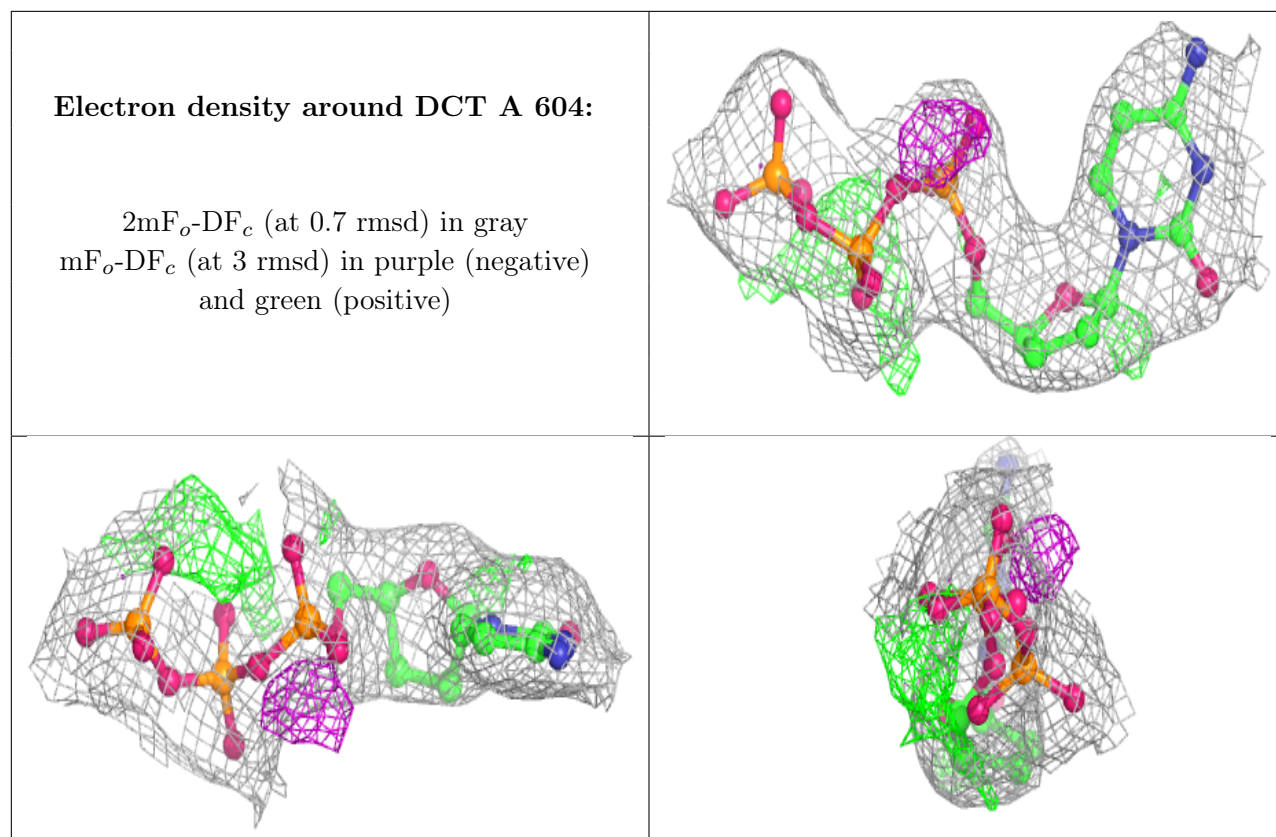 Electron density around DCT A 604:
2mFo-DFc (at 0.7 rmsd) in gray
mFo-DFc (at 3 rmsd) in purple (negative)
and green (positive)